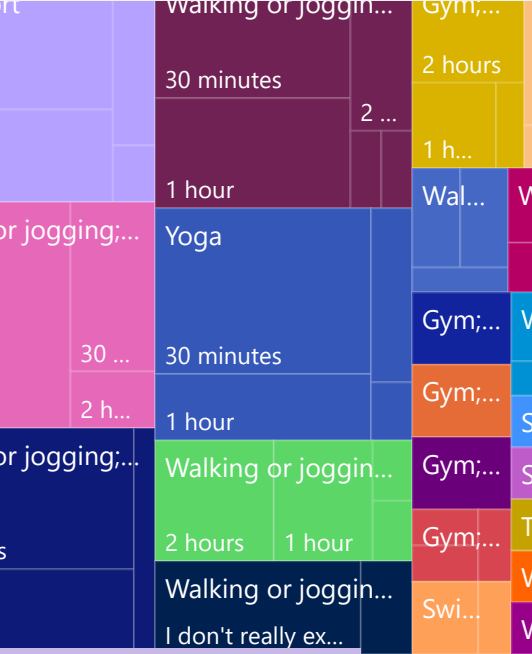 Walking or joggin...
30 minutes
2 ...
1 hour
Gym;...
2 hours
1 h...
or jogging;...
30 ...
2 h...
Yoga
30 minutes
1 hour
Wal...
W
Gym;...
W
Gym;...
S
or jogging;...
Walking or joggin...
2 hours
1 hour
Gym;...
S
Gym;...
T
s
Walking or joggin...
I don't really ex...
Swi...
W
W